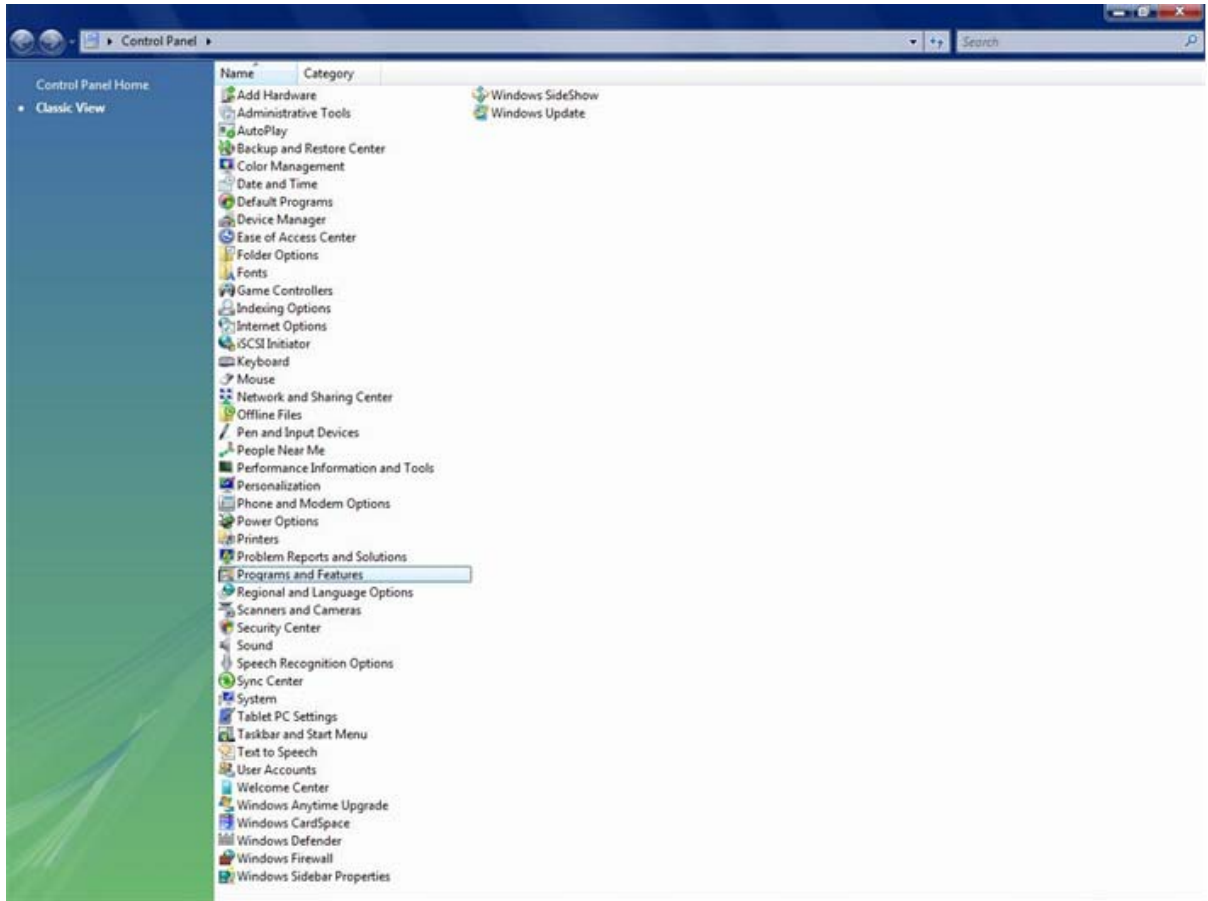 Control Panel
Search
Control Panel Home
Classic View
Name Category
Add Hardware
Administrative Tools
AutoPlay
Backup and Restore Center
Color Management
Date and Time
Default Programs
Device Manager
Ease of Access Center
Folder Options
Fonts
Game Controllers
Indexing Options
Internet Options
iSCSI Initiator
Keyboard
Mouse
Network and Sharing Center
Offline Files
Pen and Input Devices
People Near Me
Performance Information and Tools
Personalization
Phone and Modem Options
Power Options
Printers
Problem Reports and Solutions
Programs and Features
Regional and Language Options
Scanners and Cameras
Security Center
Sound
Speech Recognition Options
Sync Center
System
Tablet PC Settings
Taskbar and Start Menu
Text to Speech
User Accounts
Welcome Center
Windows Anytime Upgrade
Windows CardSpace
Windows Defender
Windows Firewall
Windows Sidebar Properties
Windows SideShow
Windows Update